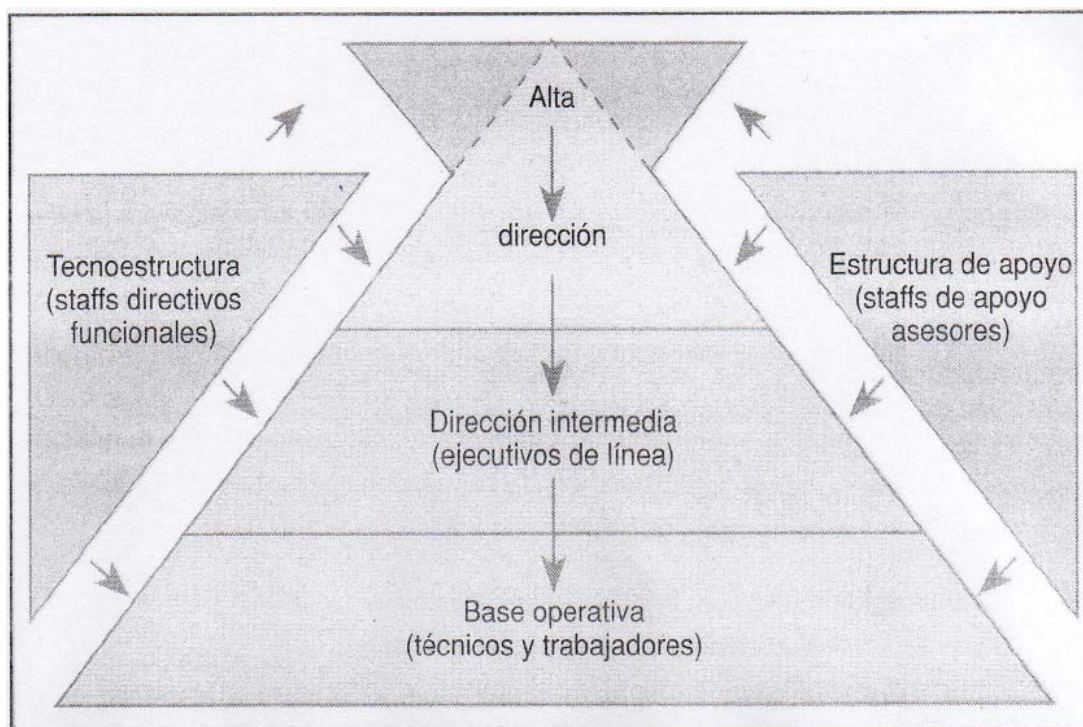 Alta
dirección
Tecnoestructura
(staffs directivos
funcionales)
Estructura de apoyo
(staffs de apoyo
asesores)
Dirección intermedia
(ejecutivos de línea)
Base operativa
(técnicos y trabajadores)